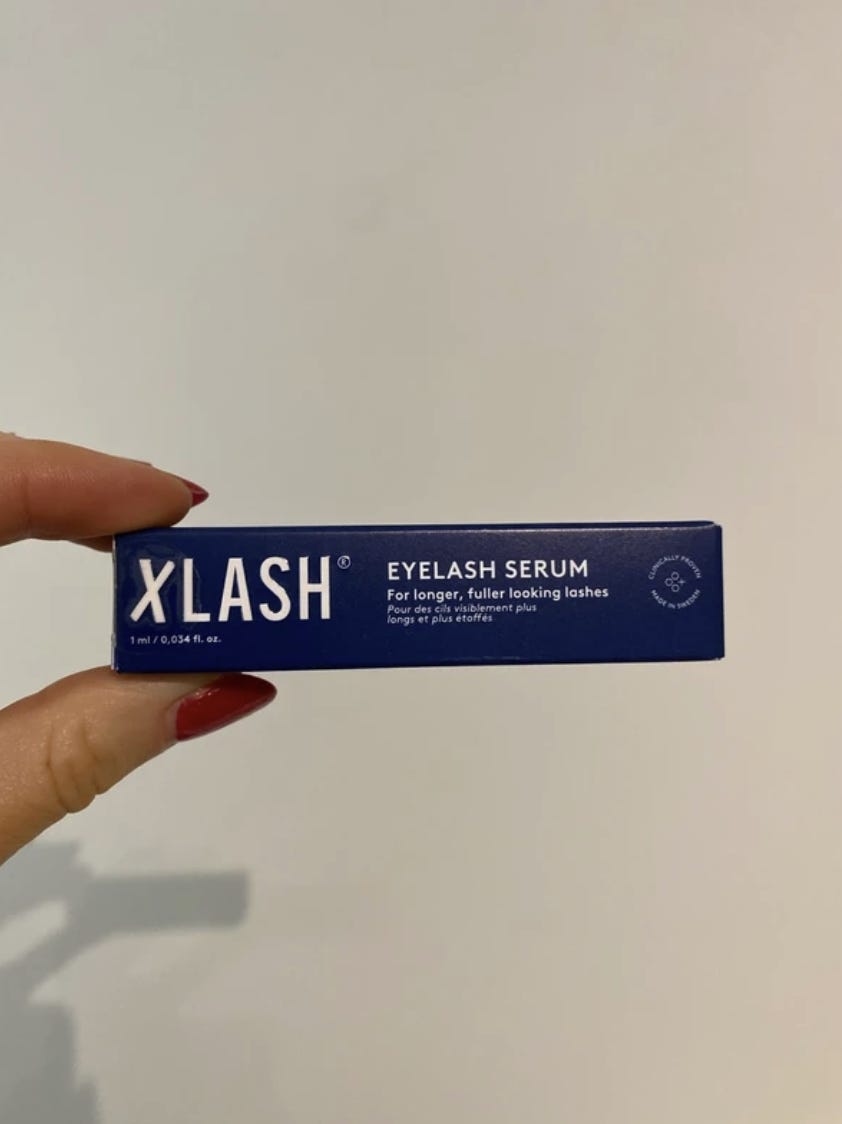 XLASH®
1 ml / 0,034 fl. oz.
EYELASH SERUM
For longer, fuller looking lashes
Pour des cils visiblement plus
longs et plus étoffés
CLINICALLY PROVEN
MADE IN SWEDEN